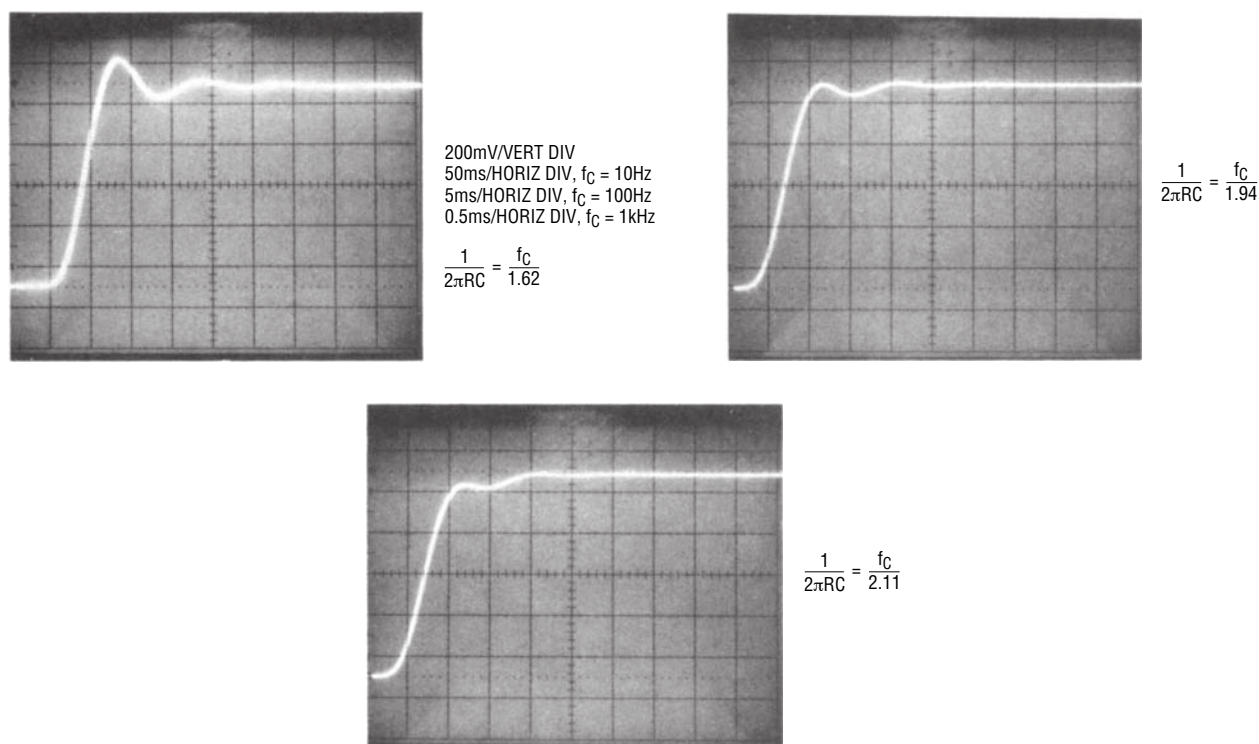 200mV/VERT DIV
50ms/HORIZ DIV, fC = 10Hz
5ms/HORIZ DIV, fC = 100Hz
0.5ms/HORIZ DIV, fC = 1kHz
1/2πRC = fC/1.62
1/2πRC = fC/1.94
1/2πRC = fC/2.11